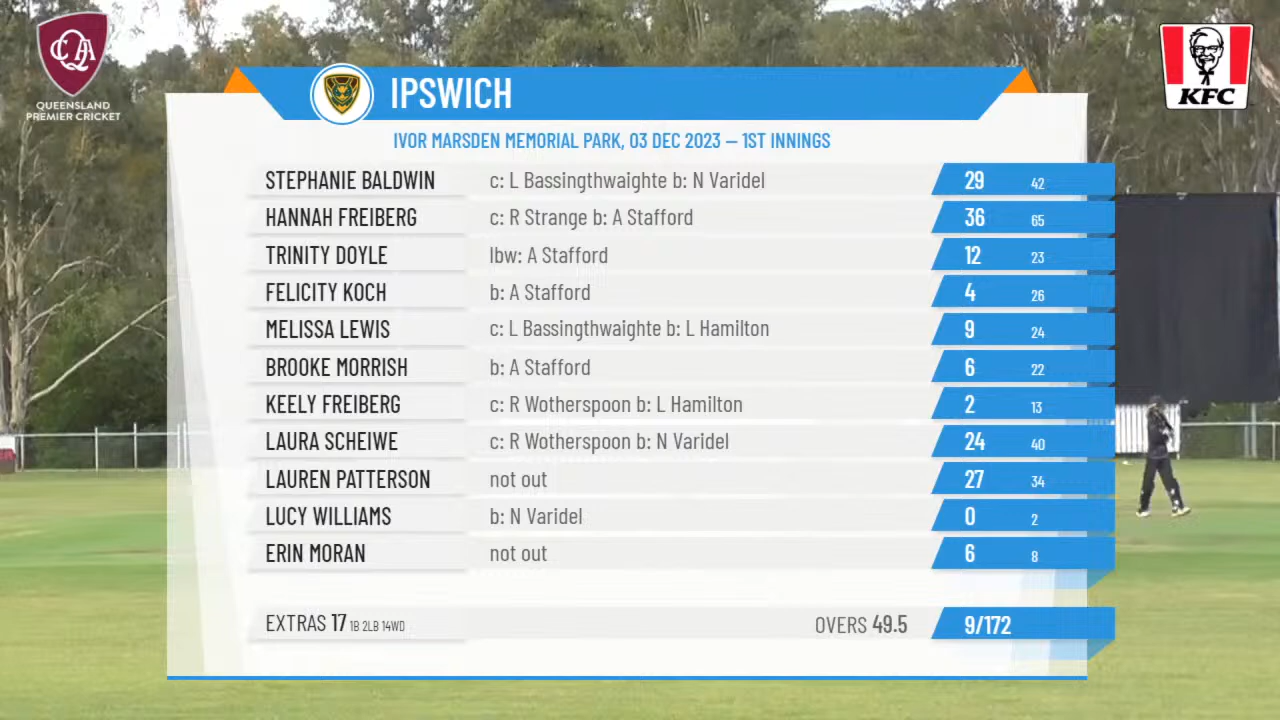 QUEENSLAND
PREMIER CRICKET
KFC
IPSWICH
IVOR MARSDEN MEMORIAL PARK, 03 DEC 2023 – 1ST INNINGS
STEPHANIE BALDWIN c: L Bassingthwaighte b: N Varidel 29 42
HANNAH FREIBERG c: R Strange b: A Stafford 36 65
TRINITY DOYLE lbw: A Stafford 12 23
FELICITY KOCH b: A Stafford 4 26
MELISSA LEWIS c: L Bassingthwaighte b: L Hamilton 9 24
BROOKE MORRISH b: A Stafford 6 22
KEELY FREIBERG c: R Wotherspoon b: L Hamilton 2 13
LAURA SCHEIWE c: R Wotherspoon b: N Varidel 24 40
LAUREN PATTERSON not out 27 34
LUCY WILLIAMS b: N Varidel 0 2
ERIN MORAN not out 6 8
EXTRAS 17 1B 2LB 14WD OVERS 49.5 9/172